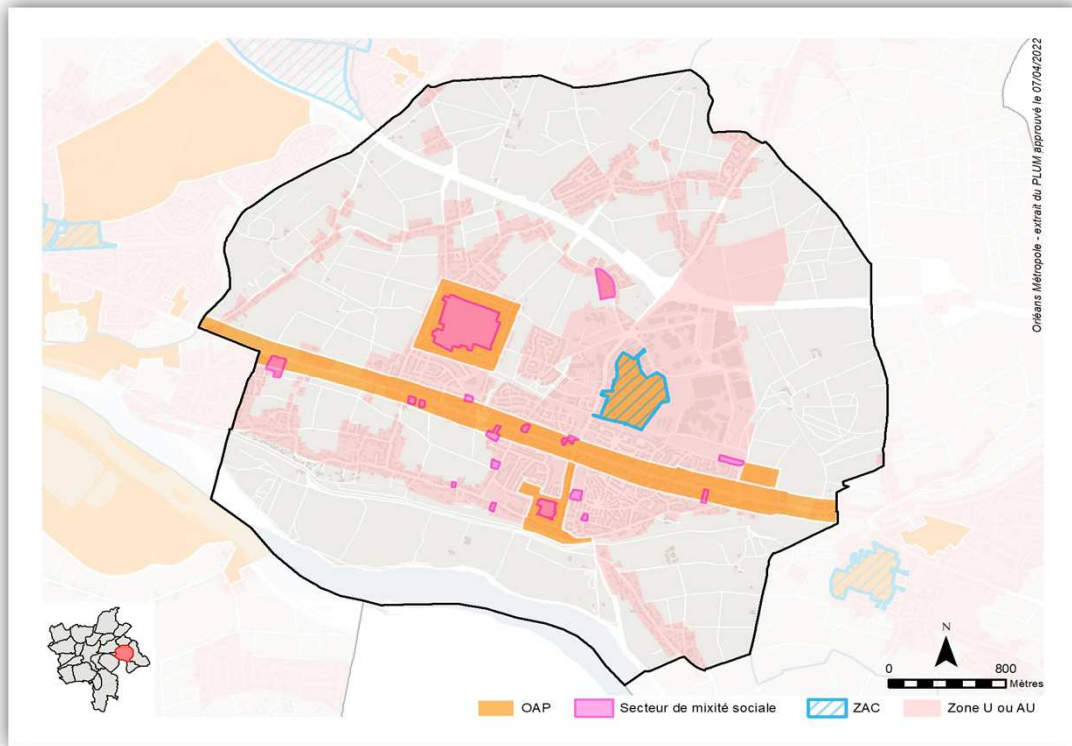 Orléans Métropole - extrait du PLUM approuvé le 07/04/2022
N
0 800
Mètres
OAP Secteur de mixité sociale ZAC Zone U ou AU